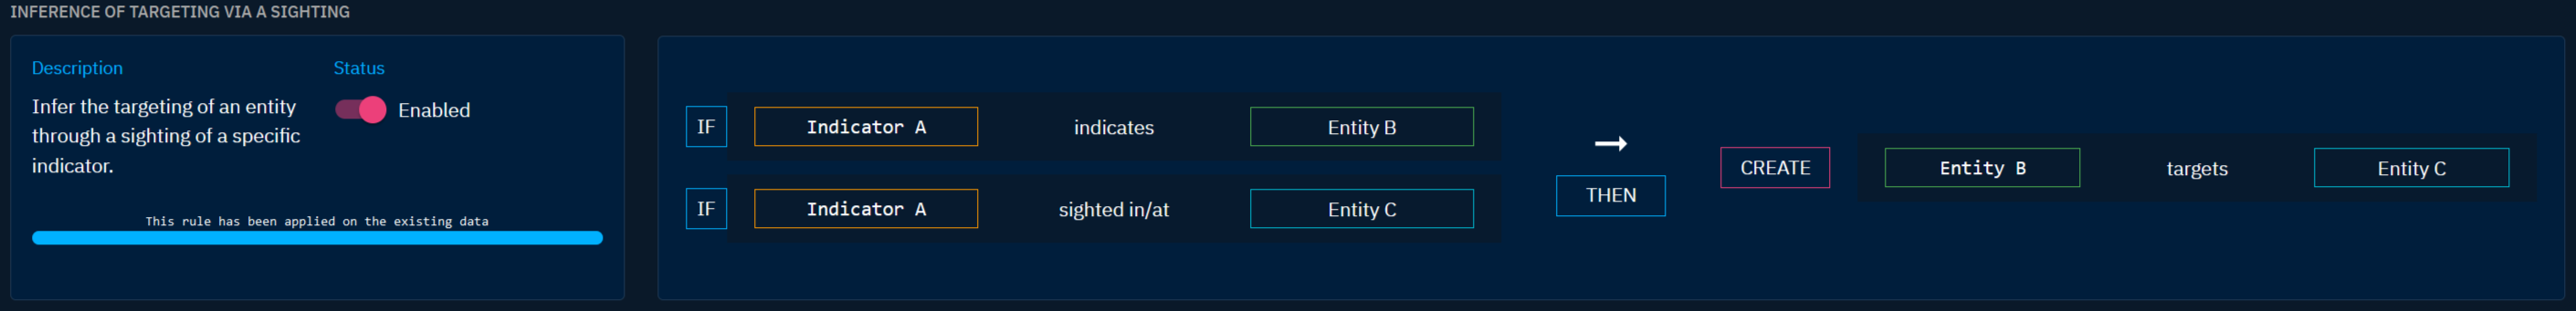 INFERENCE OF TARGETING VIA A SIGHTING
Description
Infer the targeting of an entity
through a sighting of a specific
indicator.
Status
Enabled
This rule has been applied on the existing data
IF Indicator A indicates Entity B
IF Indicator A sighted in/at Entity C
THEN
CREATE Entity B targets Entity C